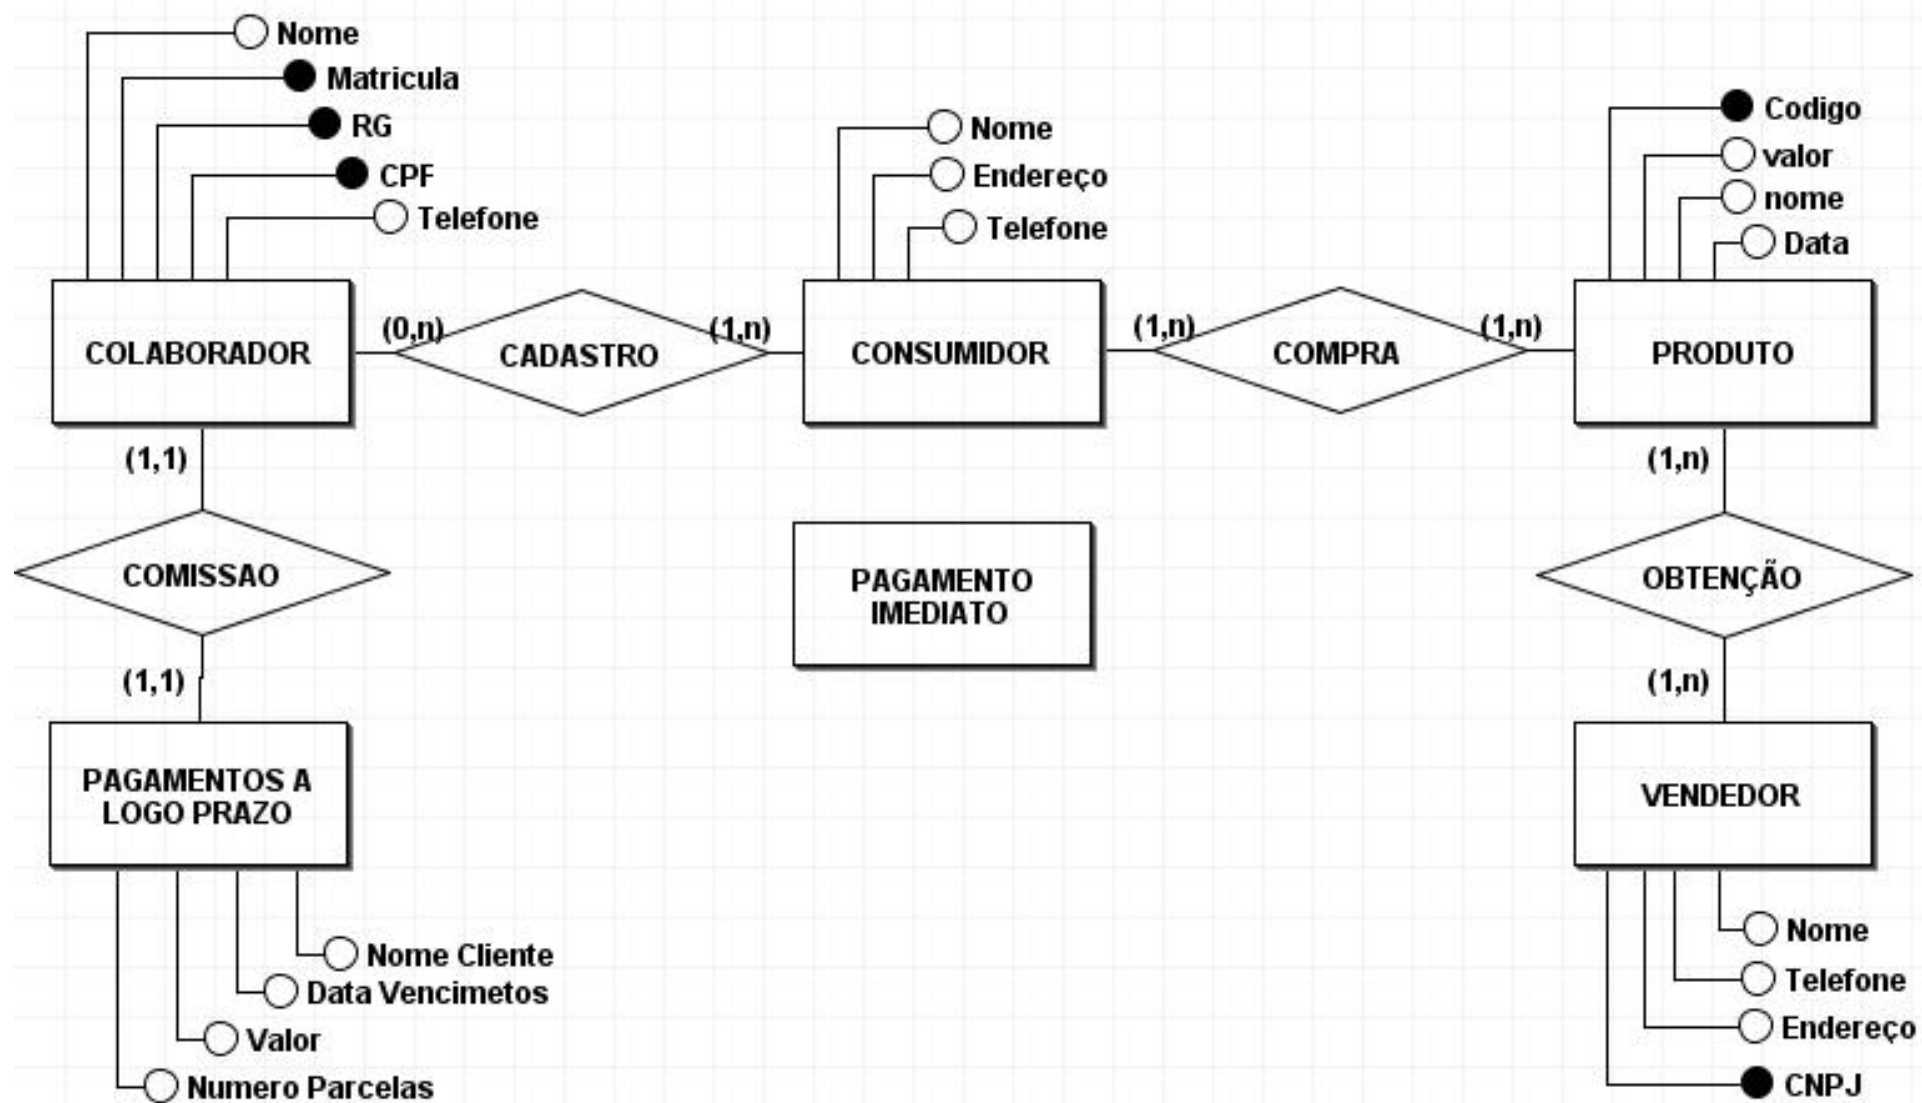 Nome
Matricula
RG
CPF
Telefone
Nome
Endereço
Telefone
Codigo
valor
nome
Data
COLABORADOR
(0,n)
CADASTRO
(1,n)
CONSUMIDOR
(1,n)
COMPRA
(1,n)
PRODUTO
(1,1)
COMISSAO
(1,1)
PAGAMENTO
IMEDIATO
(1,n)
OBTENÇÃO
(1,n)
PAGAMENTOS A
LOGO PRAZO
VENDEDOR
Nome Cliente
Data Vencimetos
Valor
Numero Parcelas
Nome
Telefone
Endereço
CNPJ